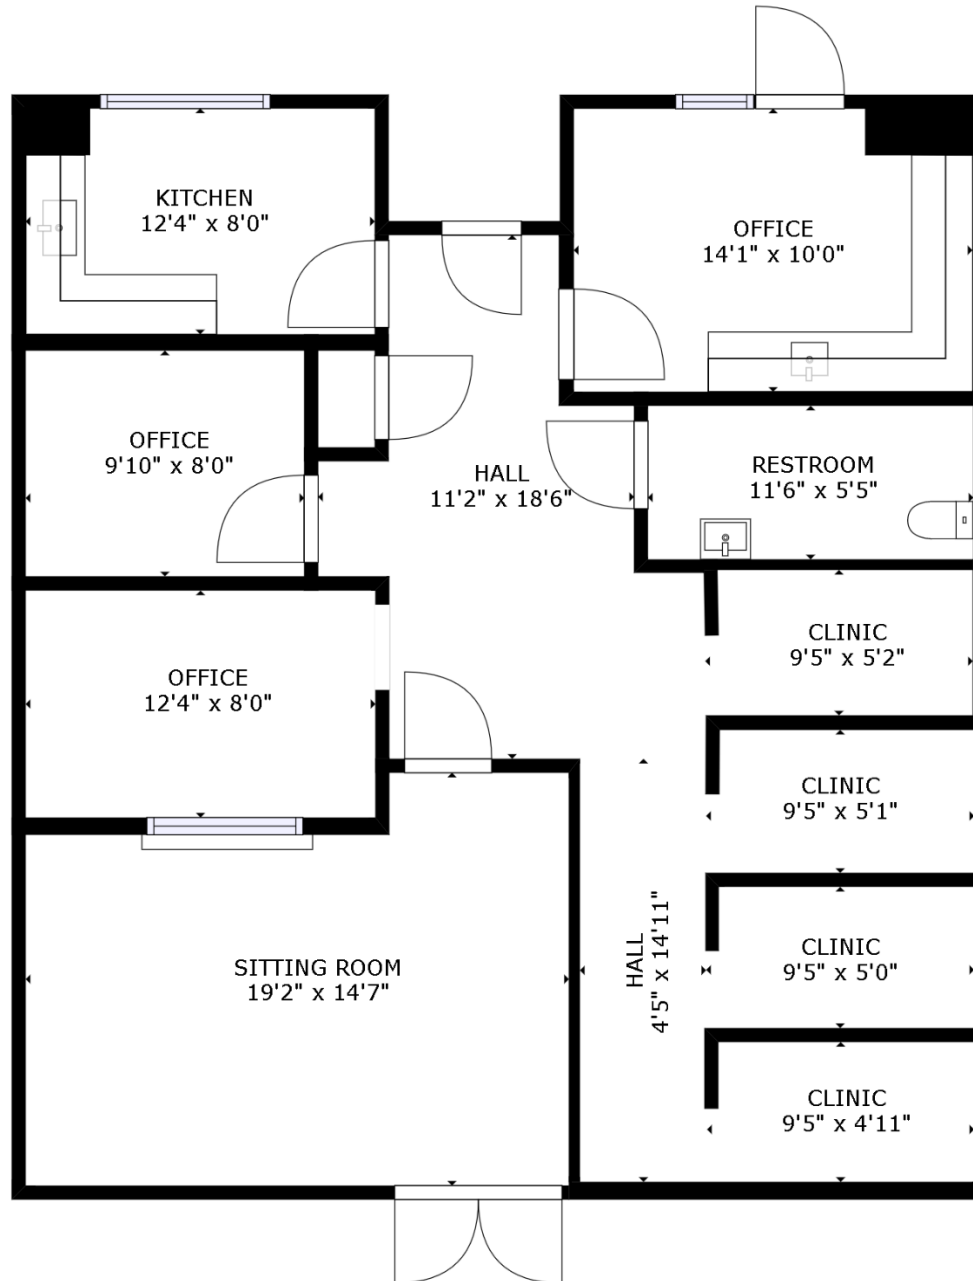 KITCHEN
12'4" x 8'0"
OFFICE
14'1" x 10'0"
OFFICE
9'10" x 8'0"
HALL
11'2" x 18'6"
RESTROOM
11'6" x 5'5"
CLINIC
9'5" x 5'2"
OFFICE
12'4" x 8'0"
CLINIC
9'5" x 5'1"
SITTING ROOM
19'2" x 14'7"
HALL
4'5" x 14'11"
CLINIC
9'5" x 5'0"
CLINIC
9'5" x 4'11"